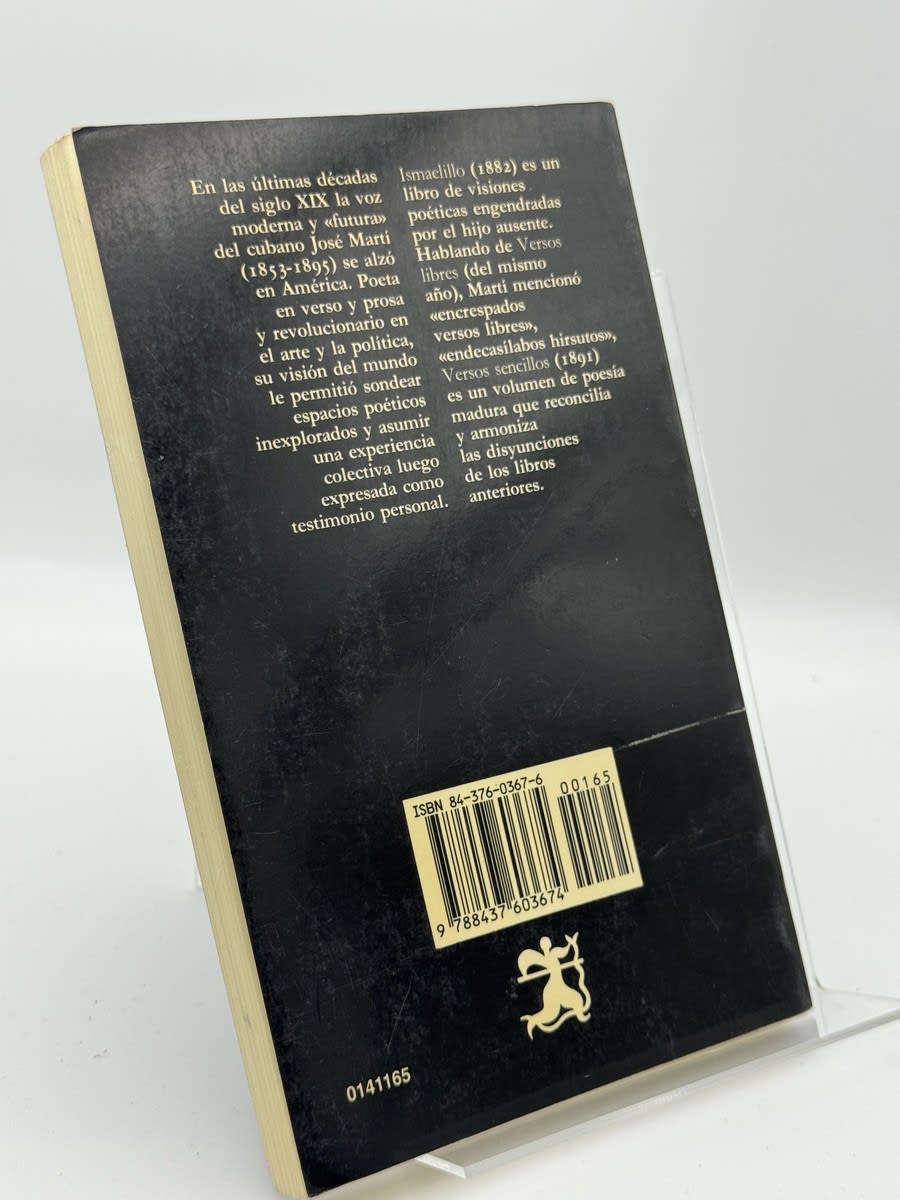 En las últimas décadas
del siglo XIX la voz
moderna y «futura»
del cubano José Martí
(1853-1895) se alzó
en América. Poeta
en verso y prosa
y revolucionario en
el arte y la política,
su visión del mundo
le permitió sondear
espacios poéticos
inexplorados y asumir
una experiencia
colectiva luego
expresada como
testimonio personal.
Ismaelillo (1882) es un
libro de visiones
poéticas engendradas
por el hijo ausente.
Hablando de Versos
libres (del mismo
año), Martí mencionó
«encrespados
versos libres»,
«endecasílabos hirsutos»,
Versos sencillos (1891)
es un volumen de poesía
madura que reconcilia
y armoniza
las disyunciones
de los libros
anteriores.
ISBN 84-376-0367-6
00165
9 788437 603674
0141165